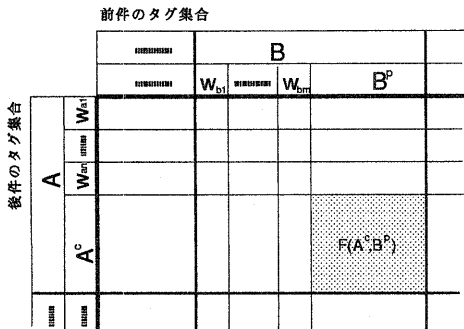 前件のタグ集合
B
W_b1 W_bm B^p
後件のタグ集合
A
W_a1
W_an
A^c
F(A^c,B^p)